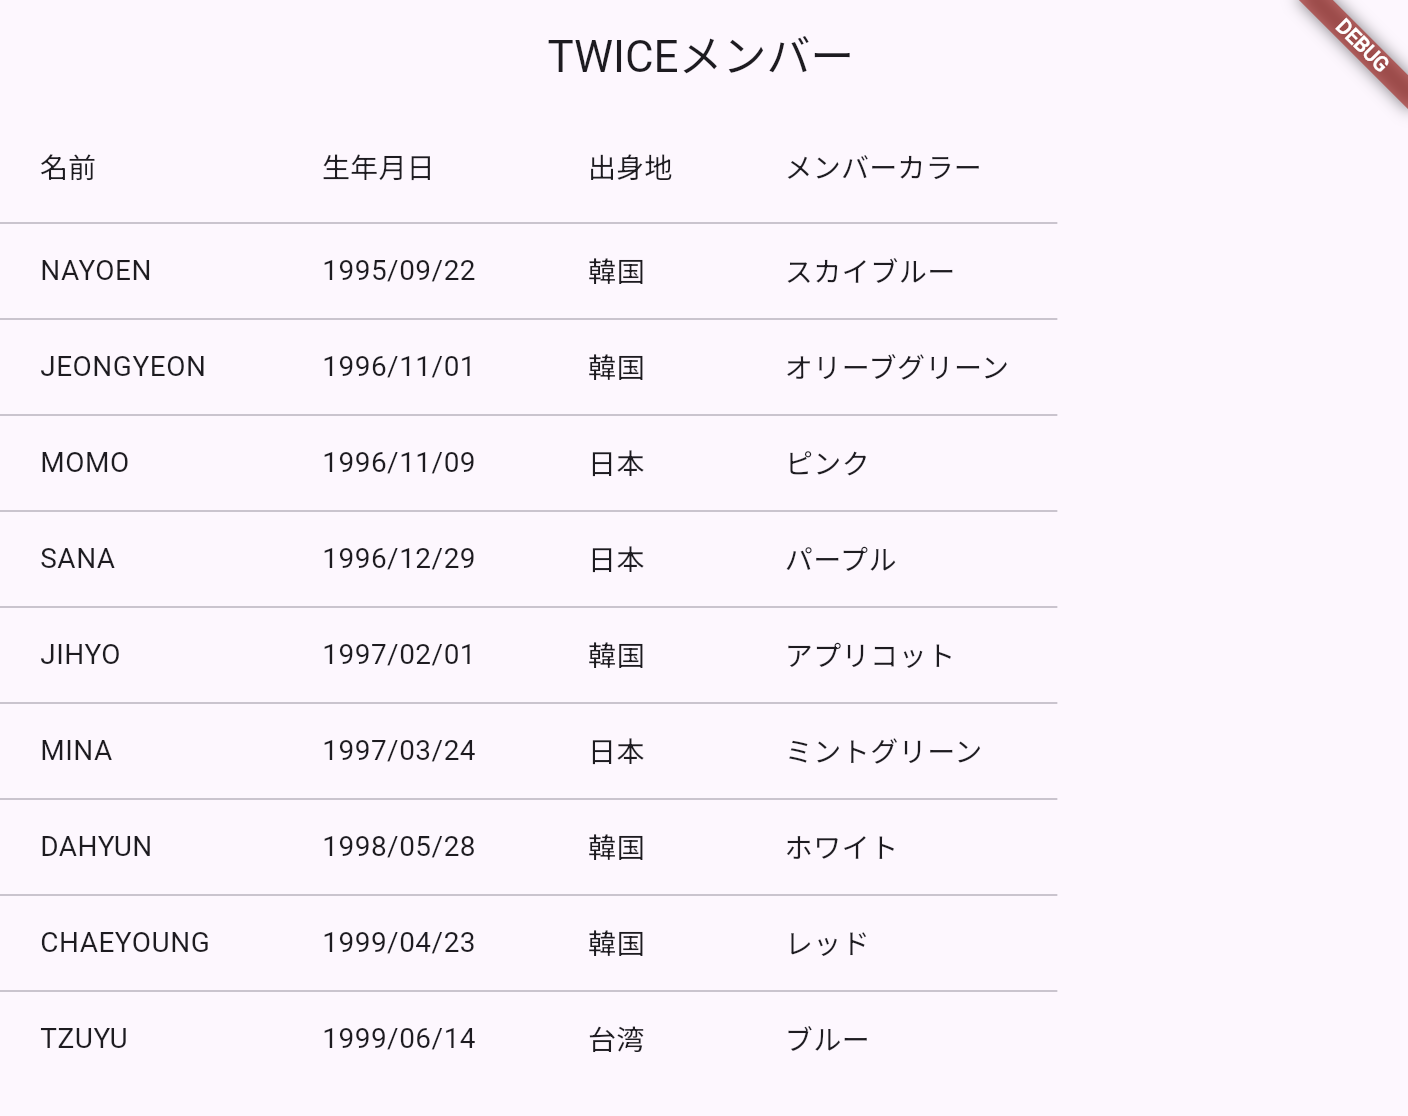 TWICEメンバー
DEBUG
名前 生年月日 出身地 メンバーカラー
NAYOEN 1995/09/22 韓国 スカイブルー
JEONGYEON 1996/11/01 韓国 オリーブグリーン
MOMO 1996/11/09 日本 ピンク
SANA 1996/12/29 日本 パープル
JIHYO 1997/02/01 韓国 アプリコット
MINA 1997/03/24 日本 ミントグリーン
DAHYUN 1998/05/28 韓国 ホワイト
CHAEYOUNG 1999/04/23 韓国 レッド
TZUYU 1999/06/14 台湾 ブルー